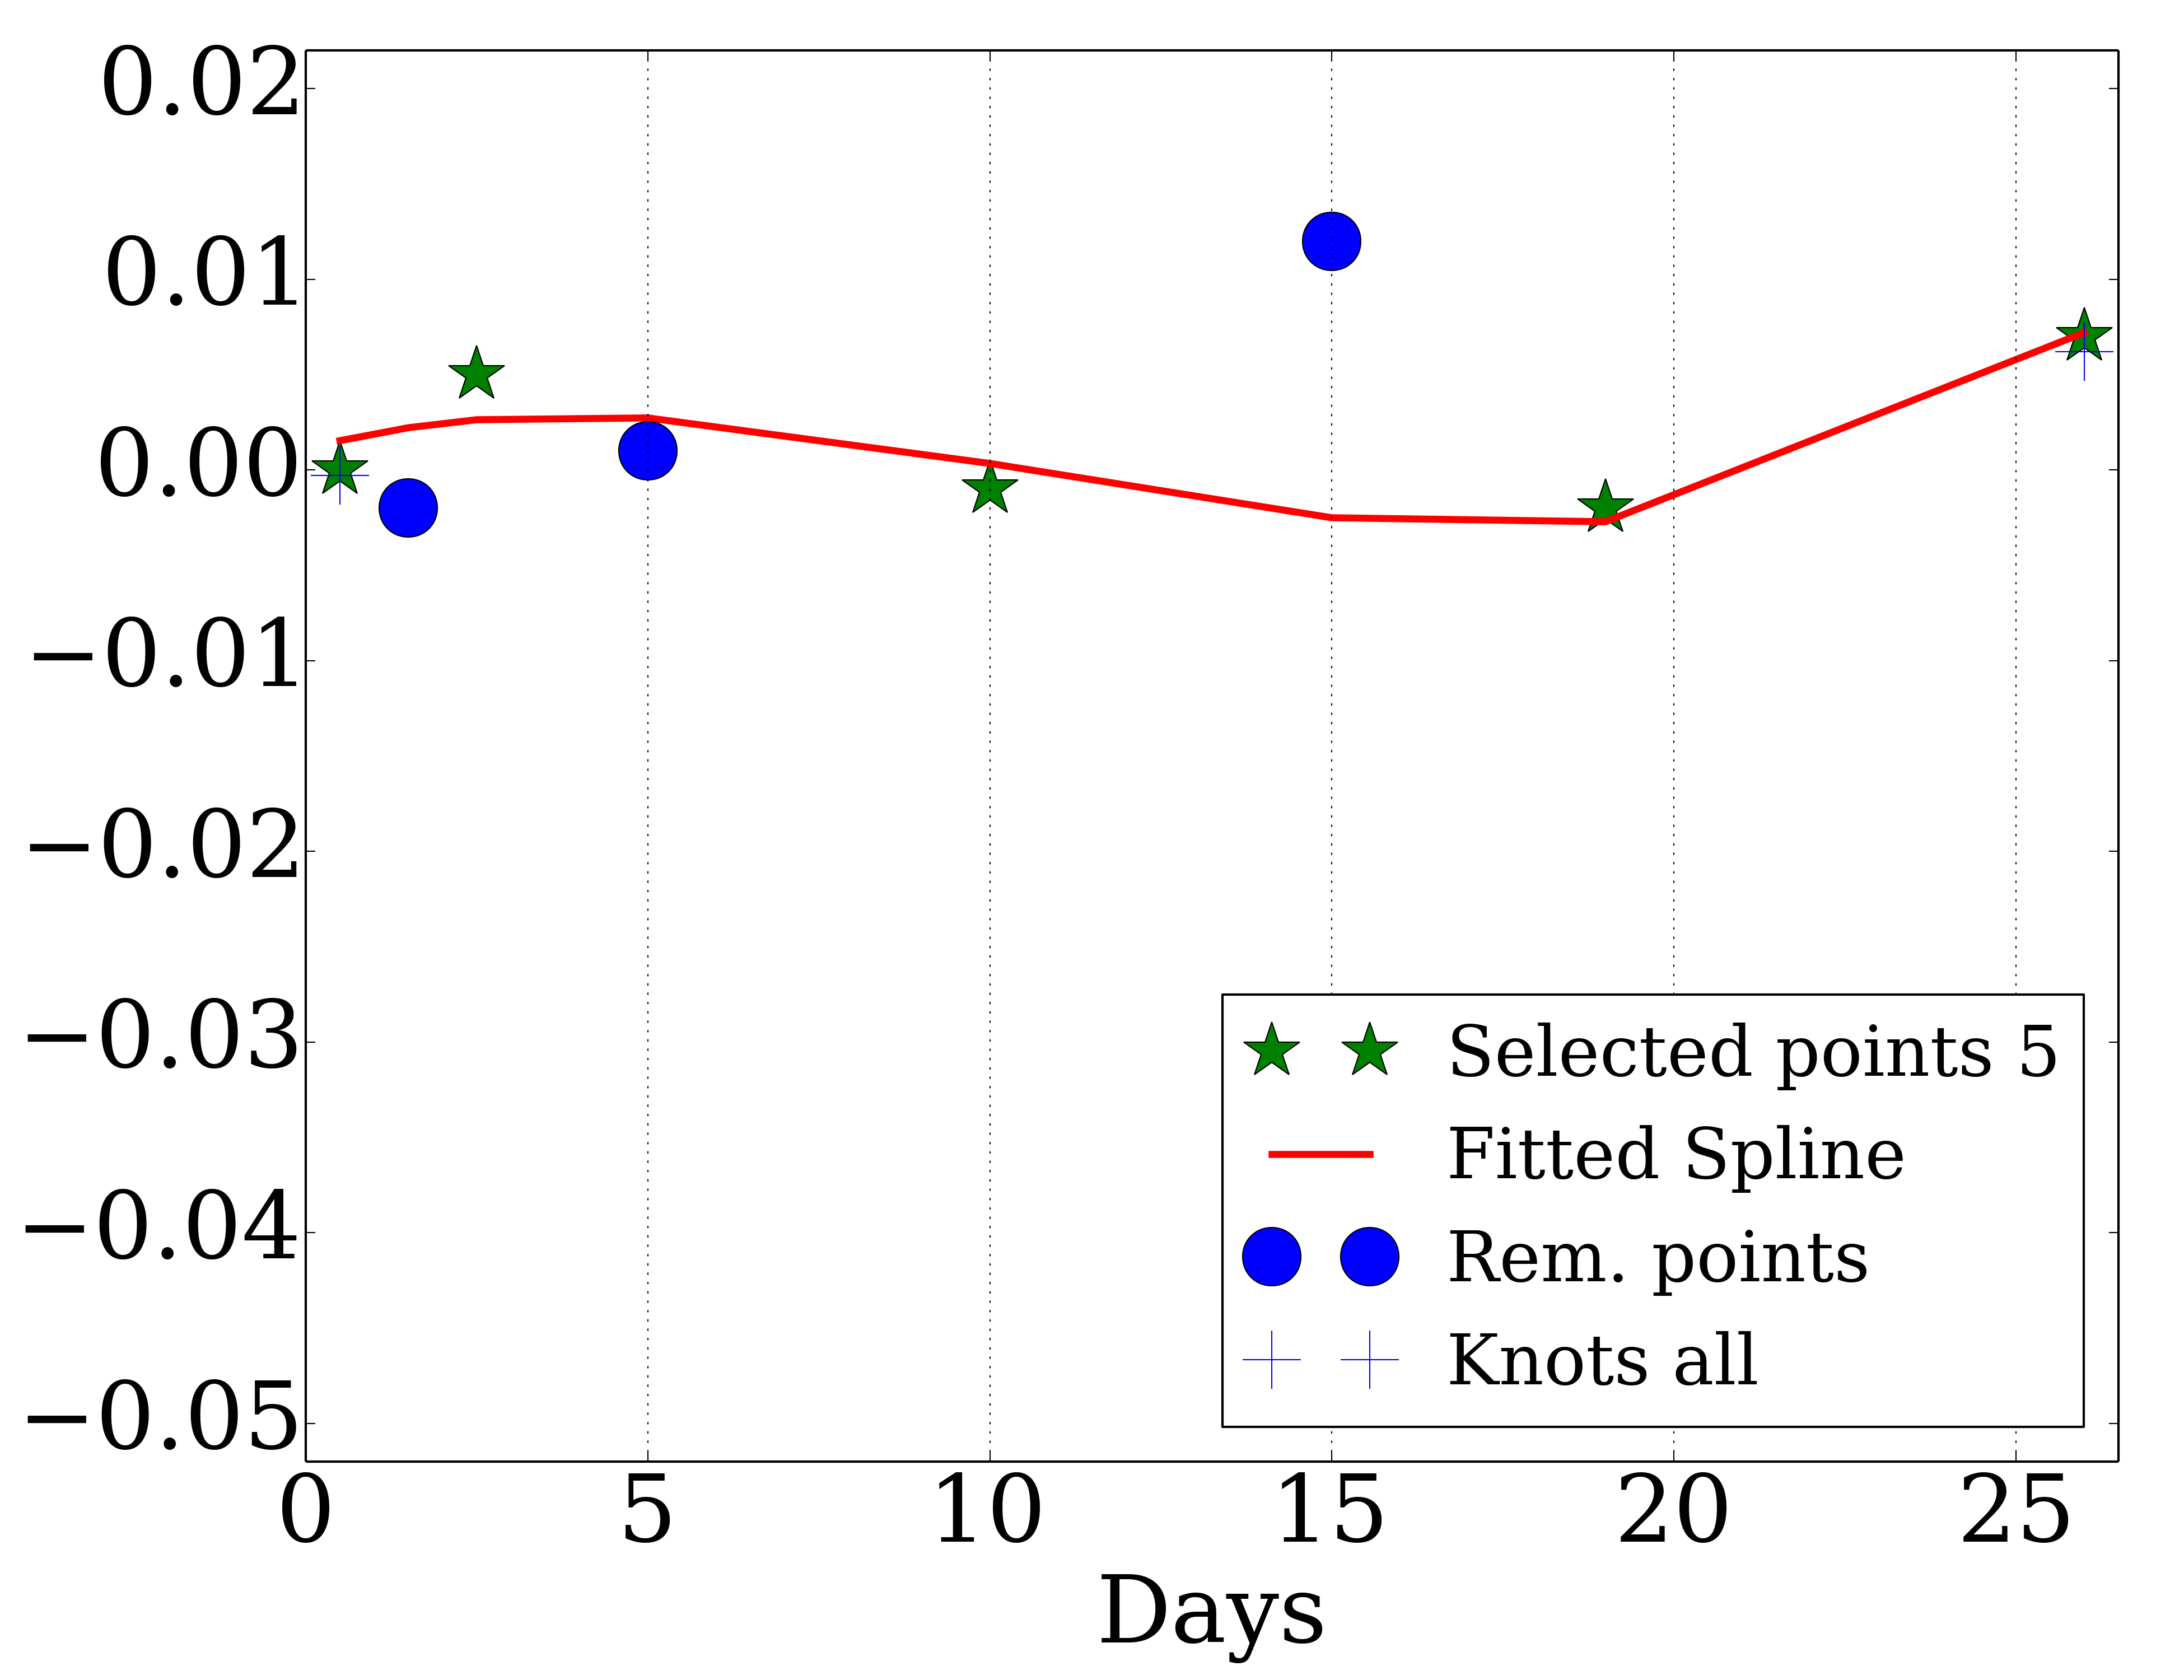 0.02
0.01
0.00
−0.01
−0.02
−0.03
−0.04
−0.05
Selected points 5
Fitted Spline
Rem. points
Knots all
0 5 10 15 20 25
Days